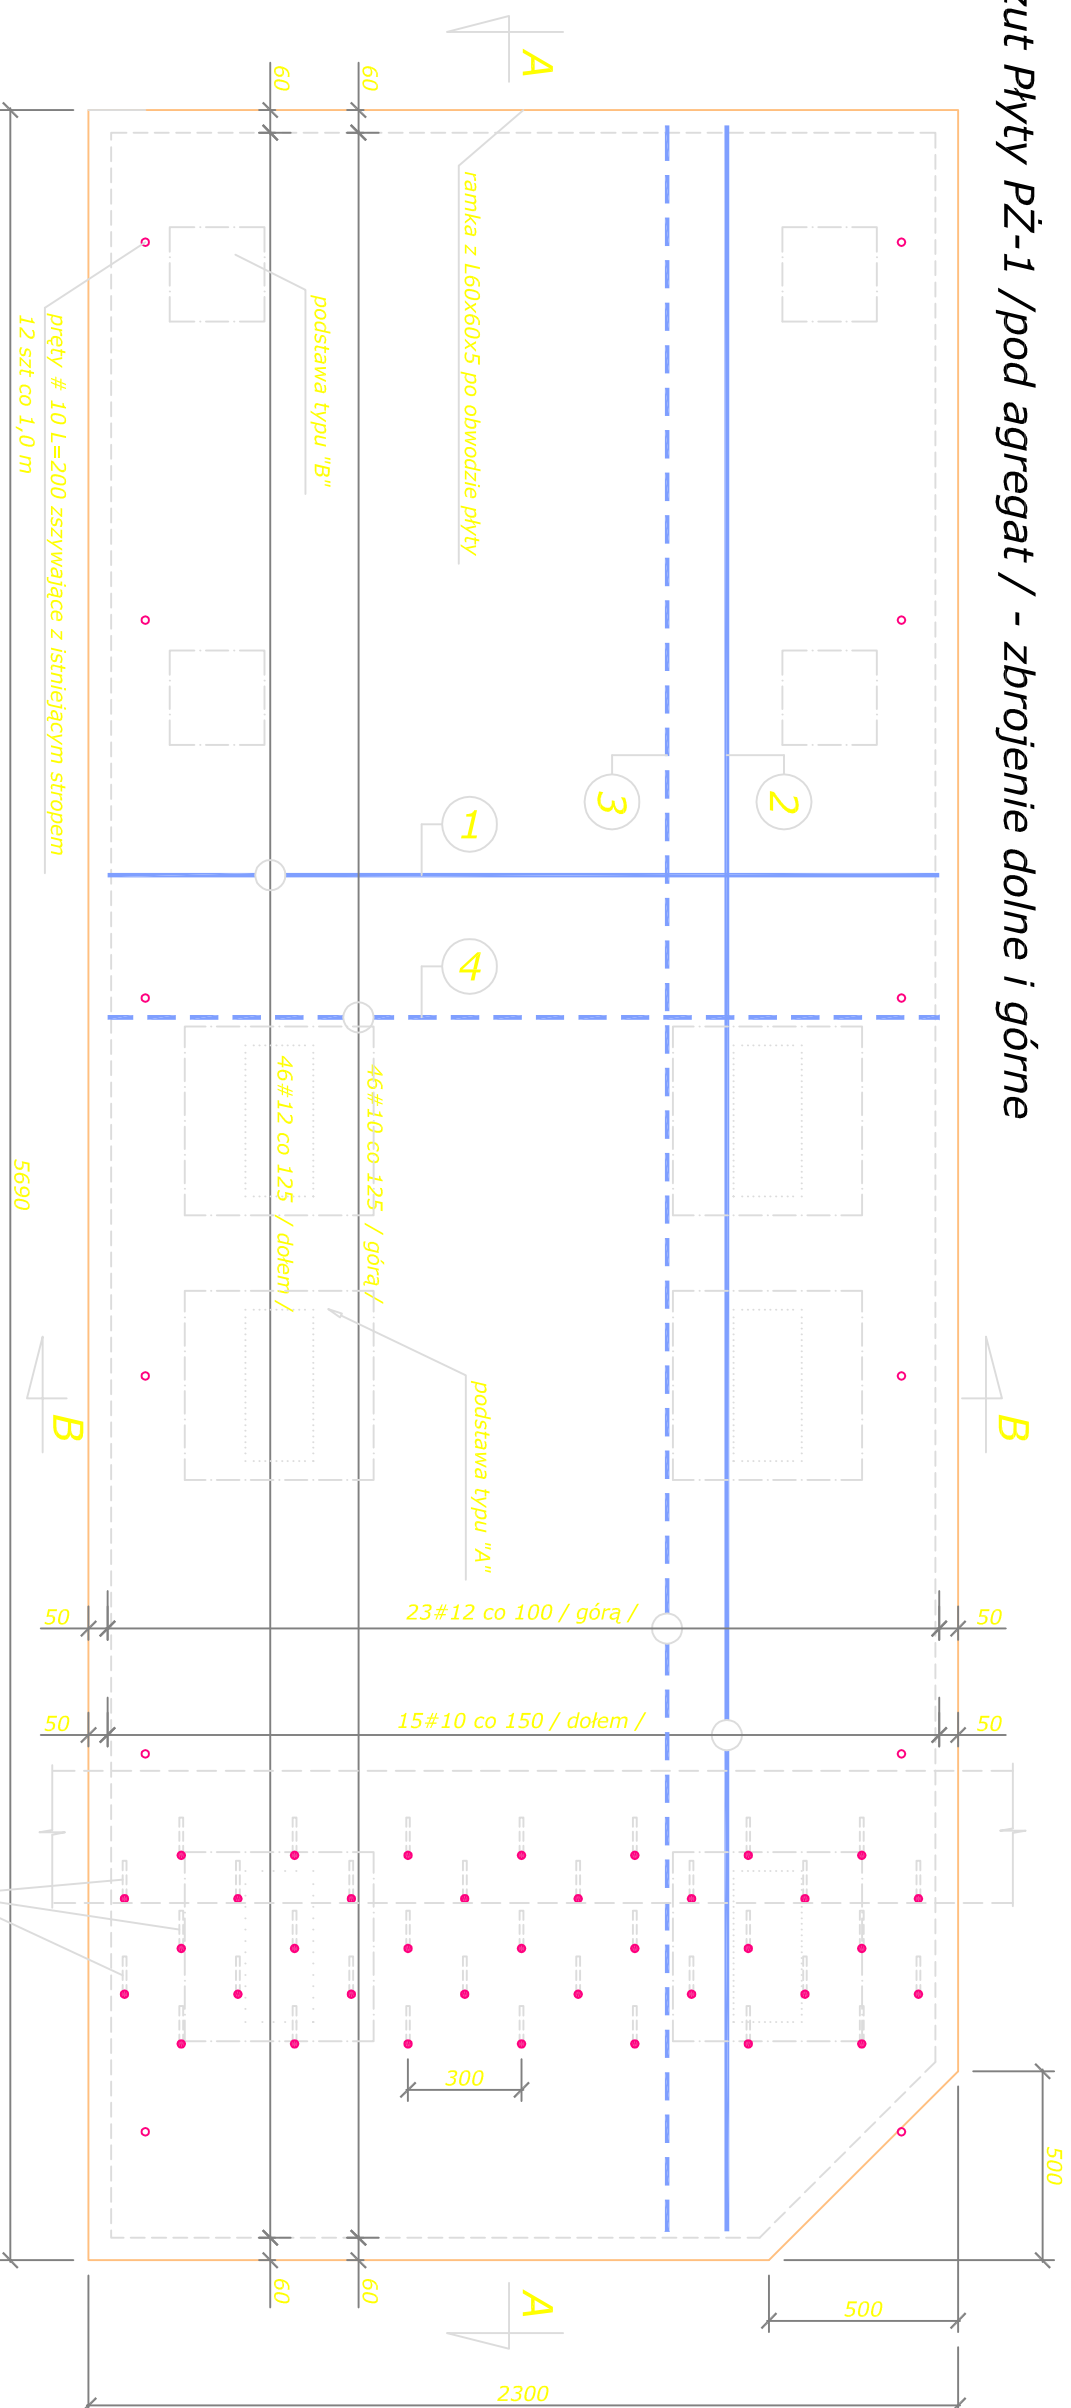 zut Płyty PŻ-1 /pod agregat / - zbrojenie dolne i górne
A
60
60
ramka z L60x60x5 po obwodzie płyty
podstawa typu "B"
pręty # 10 L=200 zszywające z istniejącym stropem
12 szt co 1,0 m
3
2
1
4
46#12 co 125 / dołem /
46#10 co 125 / górą /
5690
podstawa typu "A"
B
B
50
23#12 co 100 / górą /
50
50
15#10 co 150 / dołem /
50
300
500
60
60
A
500
2300